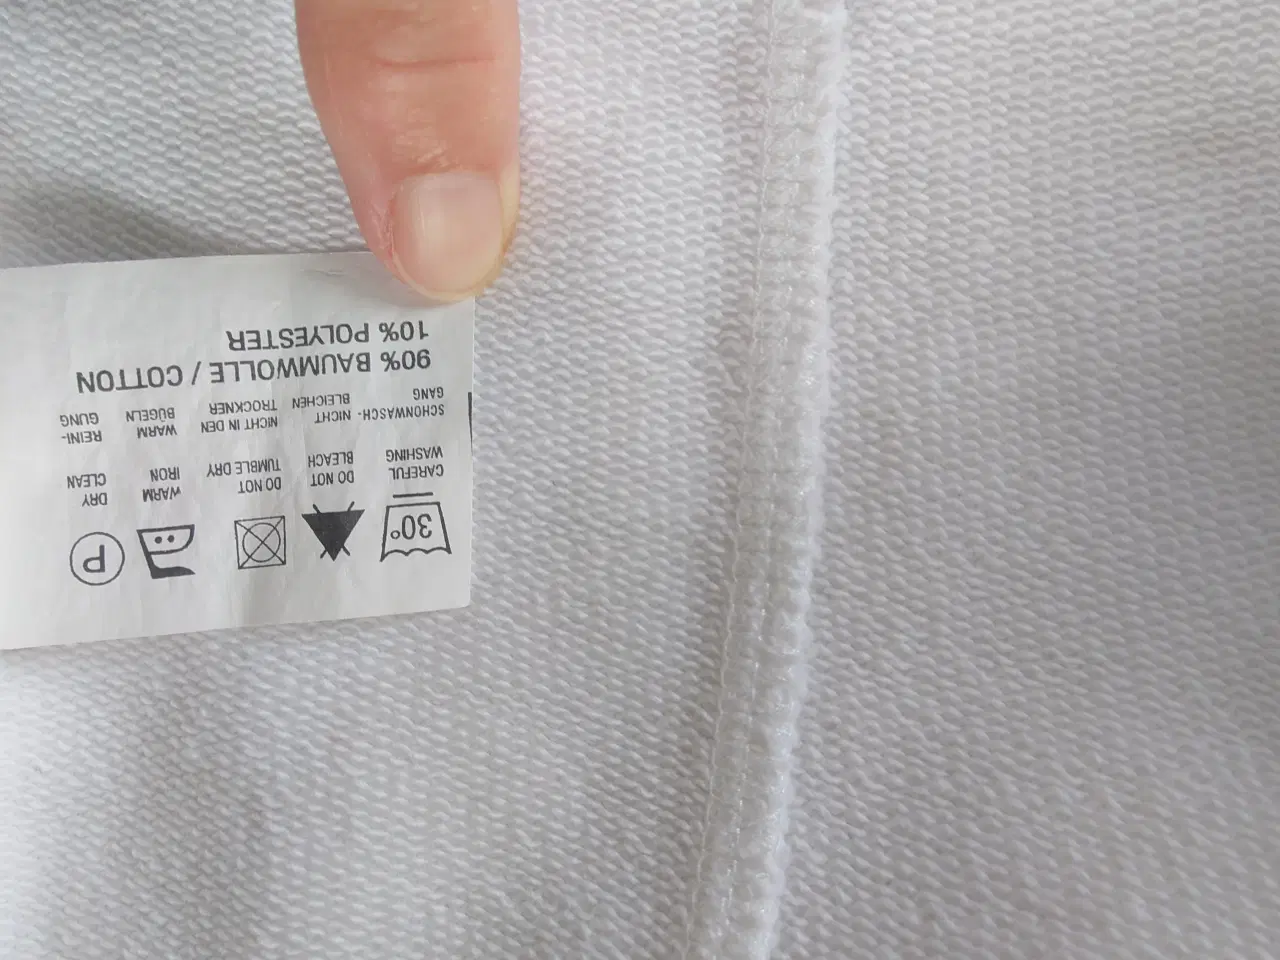 30° P
CAREFUL DO NOT DO NOT WARM DRY
WASHING BLEACH TUMBLE DRY IRON CLEAN
SCHONWASCH- NICHT NICHT IN DEN WARM REINI-
GANG BLEICHEN TROCKNER BÜGELN GUNG
90% BAUMWOLLE / COTTON
10% POLYESTER